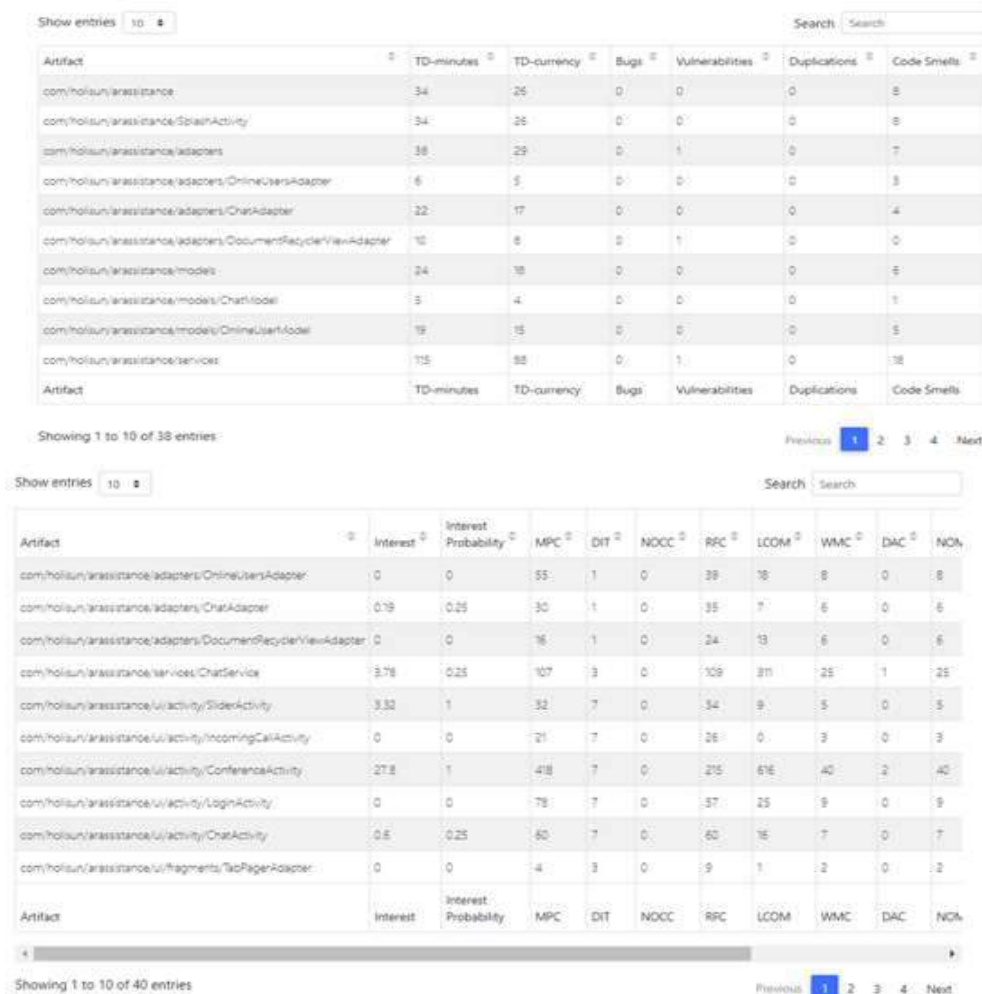 Show entries 10 Search Search
Artifact TD-minutes TD-currency Bugs Vulnerabilities Duplications Code Smells
com/holisun/arassistance 34 26 0 0 0 8
com/holisun/arassistance/SplashActivity 34 26 0 0 0 8
com/holisun/arassistance/adapters 38 29 0 1 0 7
com/holisun/arassistance/adapters/OnlineUsersAdapter 6 5 0 0 0 3
com/holisun/arassistance/adapters/ChatAdapter 22 17 0 0 0 4
com/holisun/arassistance/adapters/DocumentRecyclerViewAdapter 10 8 0 1 0 0
com/holisun/arassistance/models 24 18 0 0 0 6
com/holisun/arassistance/models/ChatModel 5 4 0 0 0 1
com/holisun/arassistance/models/OnlineUserModel 19 15 0 0 0 5
com/holisun/arassistance/services 115 88 0 1 0 18
Artifact TD-minutes TD-currency Bugs Vulnerabilities Duplications Code Smells
Showing 1 to 10 of 38 entries Previous 1 2 3 4 Next
Show entries 10 Search Search
Artifact Interest Interest Probability MPC DIT NOCC RFC LCOM WMC DAC NOM
com/holisun/arassistance/adapters/OnlineUsersAdapter 0 0 55 1 0 39 18 8 0 8
com/holisun/arassistance/adapters/ChatAdapter 0.19 0.25 30 1 0 35 7 6 0 6
com/holisun/arassistance/adapters/DocumentRecyclerViewAdapter 0 0 16 1 0 24 13 6 0 6
com/holisun/arassistance/services/ChatService 3.78 0.25 107 3 0 109 311 25 1 25
com/holisun/arassistance/ui/activity/SliderActivity 3.32 1 32 7 0 34 9 5 0 5
com/holisun/arassistance/ui/activity/IncomingCallActivity 0 0 21 7 0 26 0 3 0 3
com/holisun/arassistance/ui/activity/ConferenceActivity 27.8 1 418 7 0 215 616 40 2 40
com/holisun/arassistance/ui/activity/LoginActivity 0 0 78 7 0 57 25 9 0 9
com/holisun/arassistance/ui/activity/ChatActivity 0.6 0.25 60 7 0 60 16 7 0 7
com/holisun/arassistance/ui/fragments/TabPagerAdapter 0 0 4 3 0 9 1 2 0 2
Artifact Interest Interest Probability MPC DIT NOCC RFC LCOM WMC DAC NOM
Showing 1 to 10 of 40 entries Previous 1 2 3 4 Next